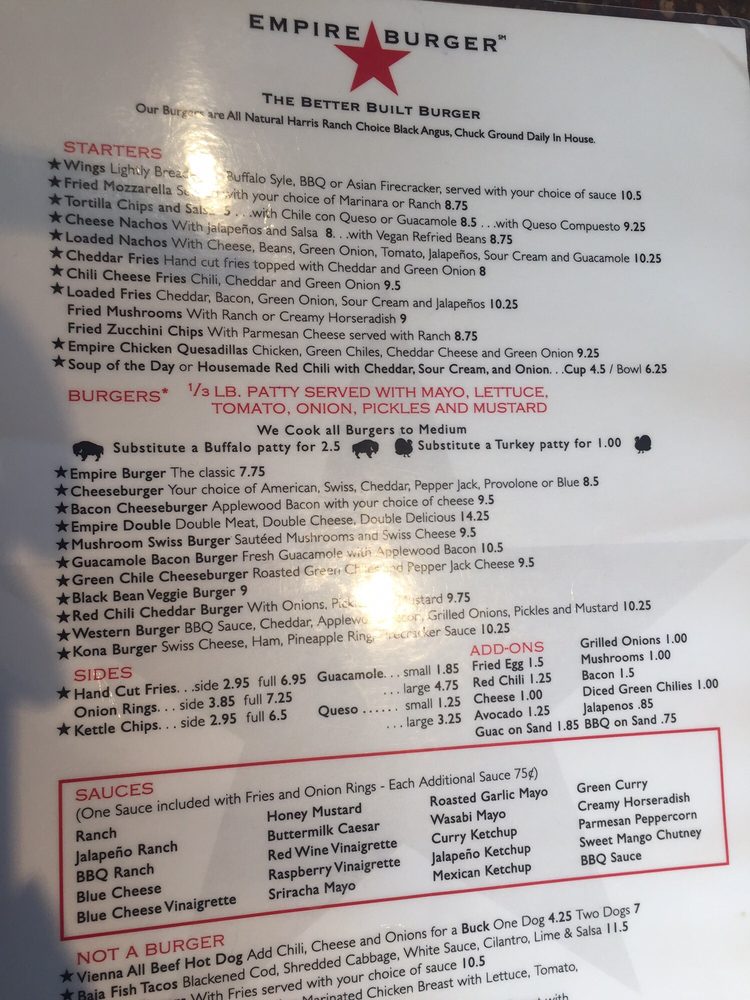 EMPIRE★BURGER℠
THE BETTER BUILT BURGER
Our Burgers are All Natural Harris Ranch Choice Black Angus, Chuck Ground Daily In House.
STARTERS
★Wings Lightly Buffalo Syle, BBQ or Asian Firecracker, served with your choice of sauce 10.5
★Fried Mozzarella with your choice of Marinara or Ranch 8.75
★Tortilla Chips and Salsa 5 . . .with Chile con Queso or Guacamole 8.5 . . .with Queso Compuesto 9.25
★Cheese Nachos With jalapeños and Salsa 8. . .with Vegan Refried Beans 8.75
★Loaded Nachos With Cheese, Beans, Green Onion, Tomato, Jalapeños, Sour Cream and Guacamole 10.25
★Cheddar Fries Hand cut fries topped with Cheddar and Green Onion 8
★Chili Cheese Fries Chili, Cheddar and Green Onion 9.5
★Loaded Fries Cheddar, Bacon, Green Onion, Sour Cream and Jalapeños 10.25
Fried Mushrooms With Ranch or Creamy Horseradish 9
Fried Zucchini Chips With Parmesan Cheese served with Ranch 8.75
★Empire Chicken Quesadillas Chicken, Green Chiles, Cheddar Cheese and Green Onion 9.25
★Soup of the Day or Housemade Red Chili with Cheddar, Sour Cream, and Onion. . .Cup 4.5 / Bowl 6.25
BURGERS* 1/3 LB. PATTY SERVED WITH MAYO, LETTUCE,
TOMATO, ONION, PICKLES AND MUSTARD
We Cook all Burgers to Medium
Substitute a Buffalo patty for 2.5 ★ Substitute a Turkey patty for 1.00
★Empire Burger The classic 7.75
★Cheeseburger Your choice of American, Swiss, Cheddar, Pepper Jack, Provolone or Blue 8.5
★Bacon Cheeseburger Applewood Bacon with your choice of cheese 9.5
★Empire Double Double Meat, Double Cheese, Double Delicious 14.25
★Mushroom Swiss Burger Sautéed Mushrooms and Swiss Cheese 9.5
★Guacamole Bacon Burger Fresh Guacamole with Applewood Bacon 10.5
★Green Chile Cheeseburger Roasted Green Chiles and Pepper Jack Cheese 9.5
★Black Bean Veggie Burger 9
★Red Chili Cheddar Burger With Onions, Pickles Mustard 9.75
★Western Burger BBQ Sauce, Cheddar, Applewood Bacon, Grilled Onions, Pickles and Mustard 10.25
★Kona Burger Swiss Cheese, Ham, Pineapple Ring, Firecracker Sauce 10.25
SIDES
★Hand Cut Fries. . .side 2.95 full 6.95
Onion Rings. . . side 3.85 full 7.25
★Kettle Chips. . . side 2.95 full 6.5
Guacamole. . . small 1.85
. . . large 4.75
Queso . . . . . . small 1.25
. . . large 3.25
ADD-ONS
Fried Egg 1.5
Red Chili 1.25
Cheese 1.00
Avocado 1.25
Guac on Sand 1.85
Grilled Onions 1.00
Mushrooms 1.00
Bacon 1.5
Diced Green Chilies 1.00
Jalapenos .85
BBQ on Sand .75
SAUCES
(One Sauce included with Fries and Onion Rings - Each Additional Sauce 75¢)
Ranch
Jalapeño Ranch
BBQ Ranch
Blue Cheese
Blue Cheese Vinaigrette
Honey Mustard
Buttermilk Caesar
Red Wine Vinaigrette
Raspberry Vinaigrette
Sriracha Mayo
Roasted Garlic Mayo
Wasabi Mayo
Curry Ketchup
Jalapeño Ketchup
Mexican Ketchup
Green Curry
Creamy Horseradish
Parmesan Peppercorn
Sweet Mango Chutney
BBQ Sauce
NOT A BURGER
★Vienna All Beef Hot Dog Add Chili, Cheese and Onions for a Buck One Dog 4.25 Two Dogs 7
★Baja Fish Tacos Blackened Cod, Shredded Cabbage, White Sauce, Cilantro, Lime & Salsa 11.5
With Fries served with your choice of sauce 10.5
Marinated Chicken Breast with Lettuce, Tomato,
with